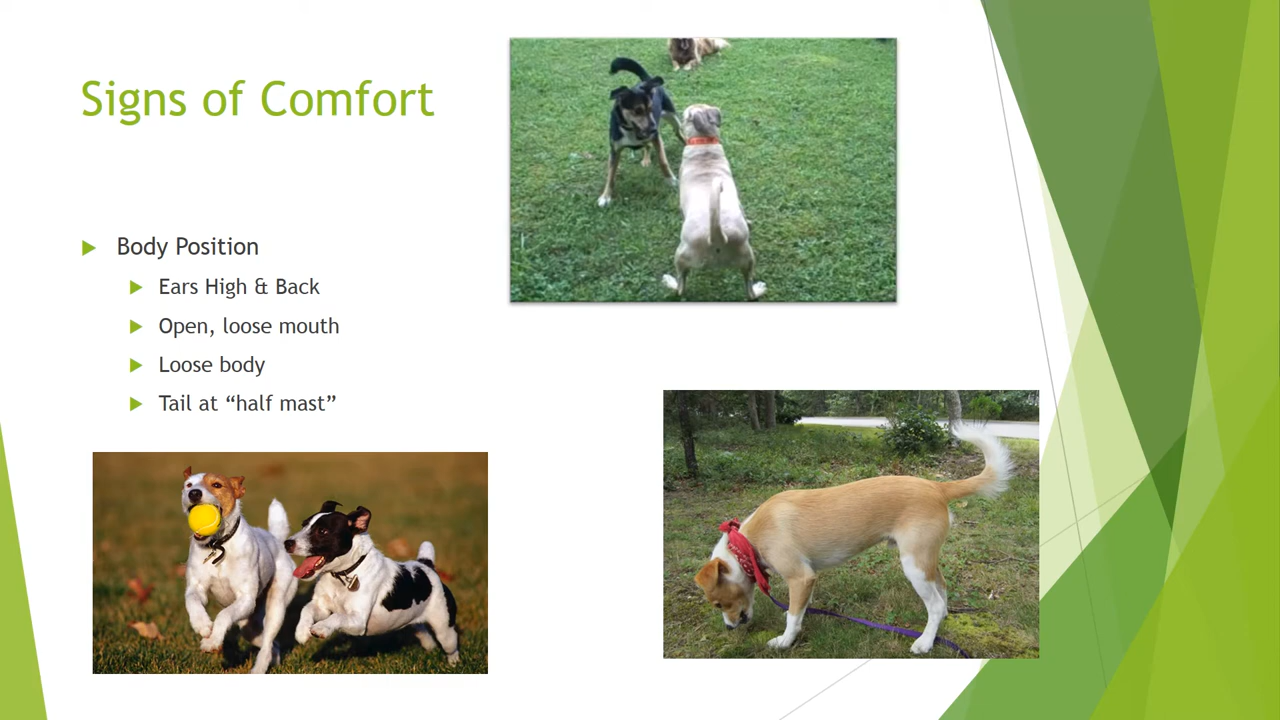 Signs of Comfort
Body Position
Ears High & Back
Open, loose mouth
Loose body
Tail at “half mast”